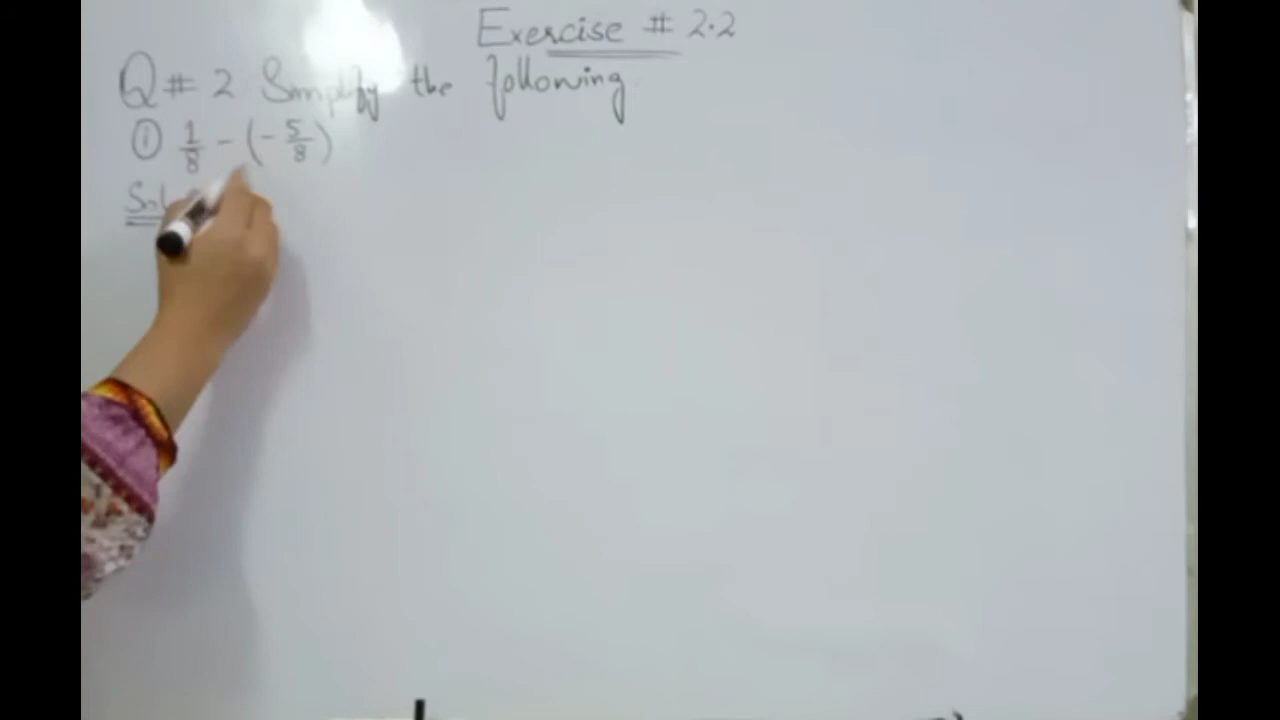 Exercise # 2.2
Q # 2 Simplify the following
① 1/8 - (-5/8)